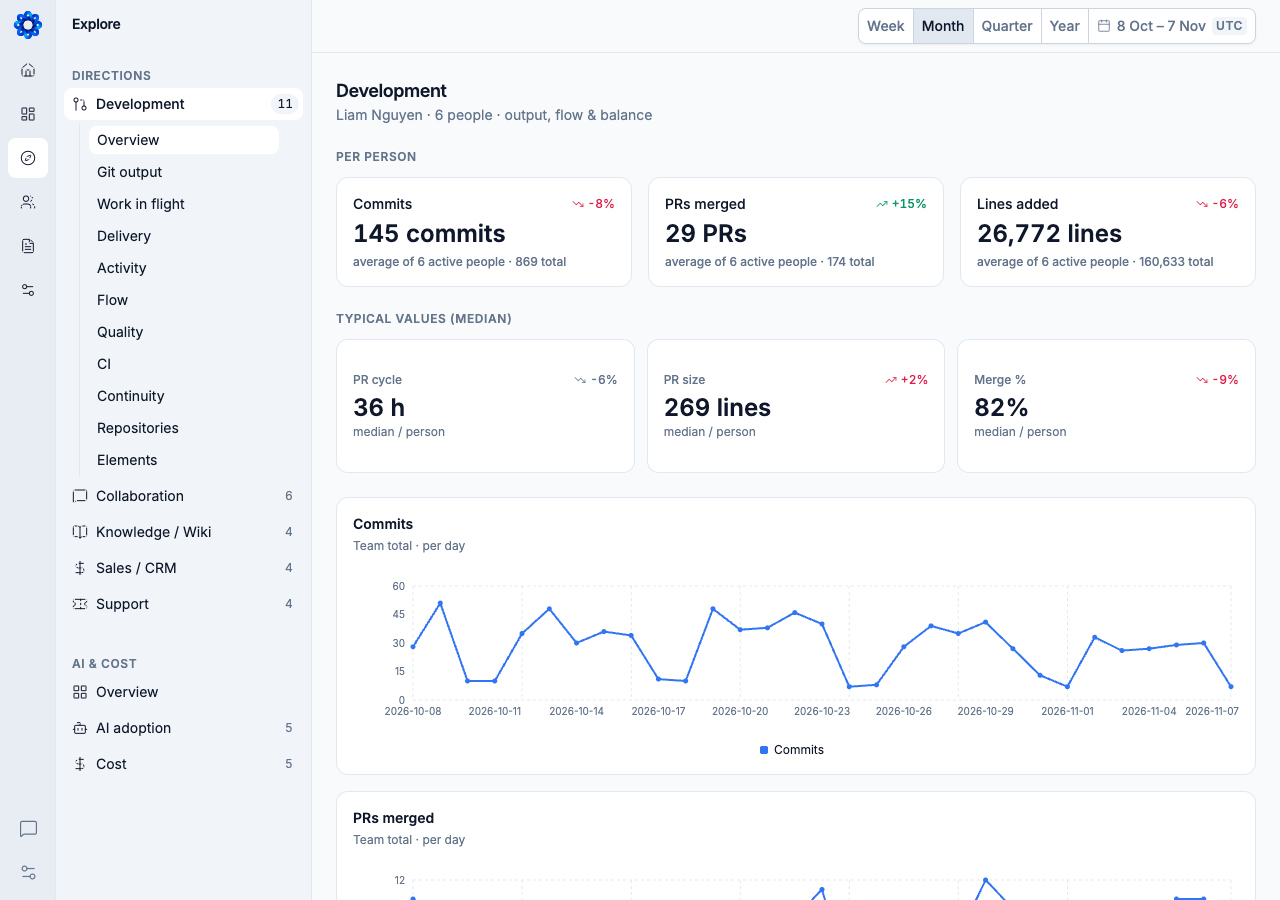 Explore
DIRECTIONS
Development 11
Overview
Git output
Work in flight
Delivery
Activity
Flow
Quality
CI
Continuity
Repositories
Elements
Collaboration 6
Knowledge / Wiki 4
Sales / CRM 4
Support 4
AI & COST
Overview
AI adoption 5
Cost 5
Week Month Quarter Year 8 Oct – 7 Nov UTC
Development
Liam Nguyen · 6 people · output, flow & balance
PER PERSON
Commits -8%
145 commits
average of 6 active people · 869 total
PRs merged +15%
29 PRs
average of 6 active people · 174 total
Lines added -6%
26,772 lines
average of 6 active people · 160,633 total
TYPICAL VALUES (MEDIAN)
PR cycle -6%
36 h
median / person
PR size +2%
269 lines
median / person
Merge % -9%
82%
median / person
Commits
Team total · per day
60
45
30
15
0
2026-10-08 2026-10-11 2026-10-14 2026-10-17 2026-10-20 2026-10-23 2026-10-26 2026-10-29 2026-11-01 2026-11-04 2026-11-07
Commits
PRs merged
Team total · per day
12